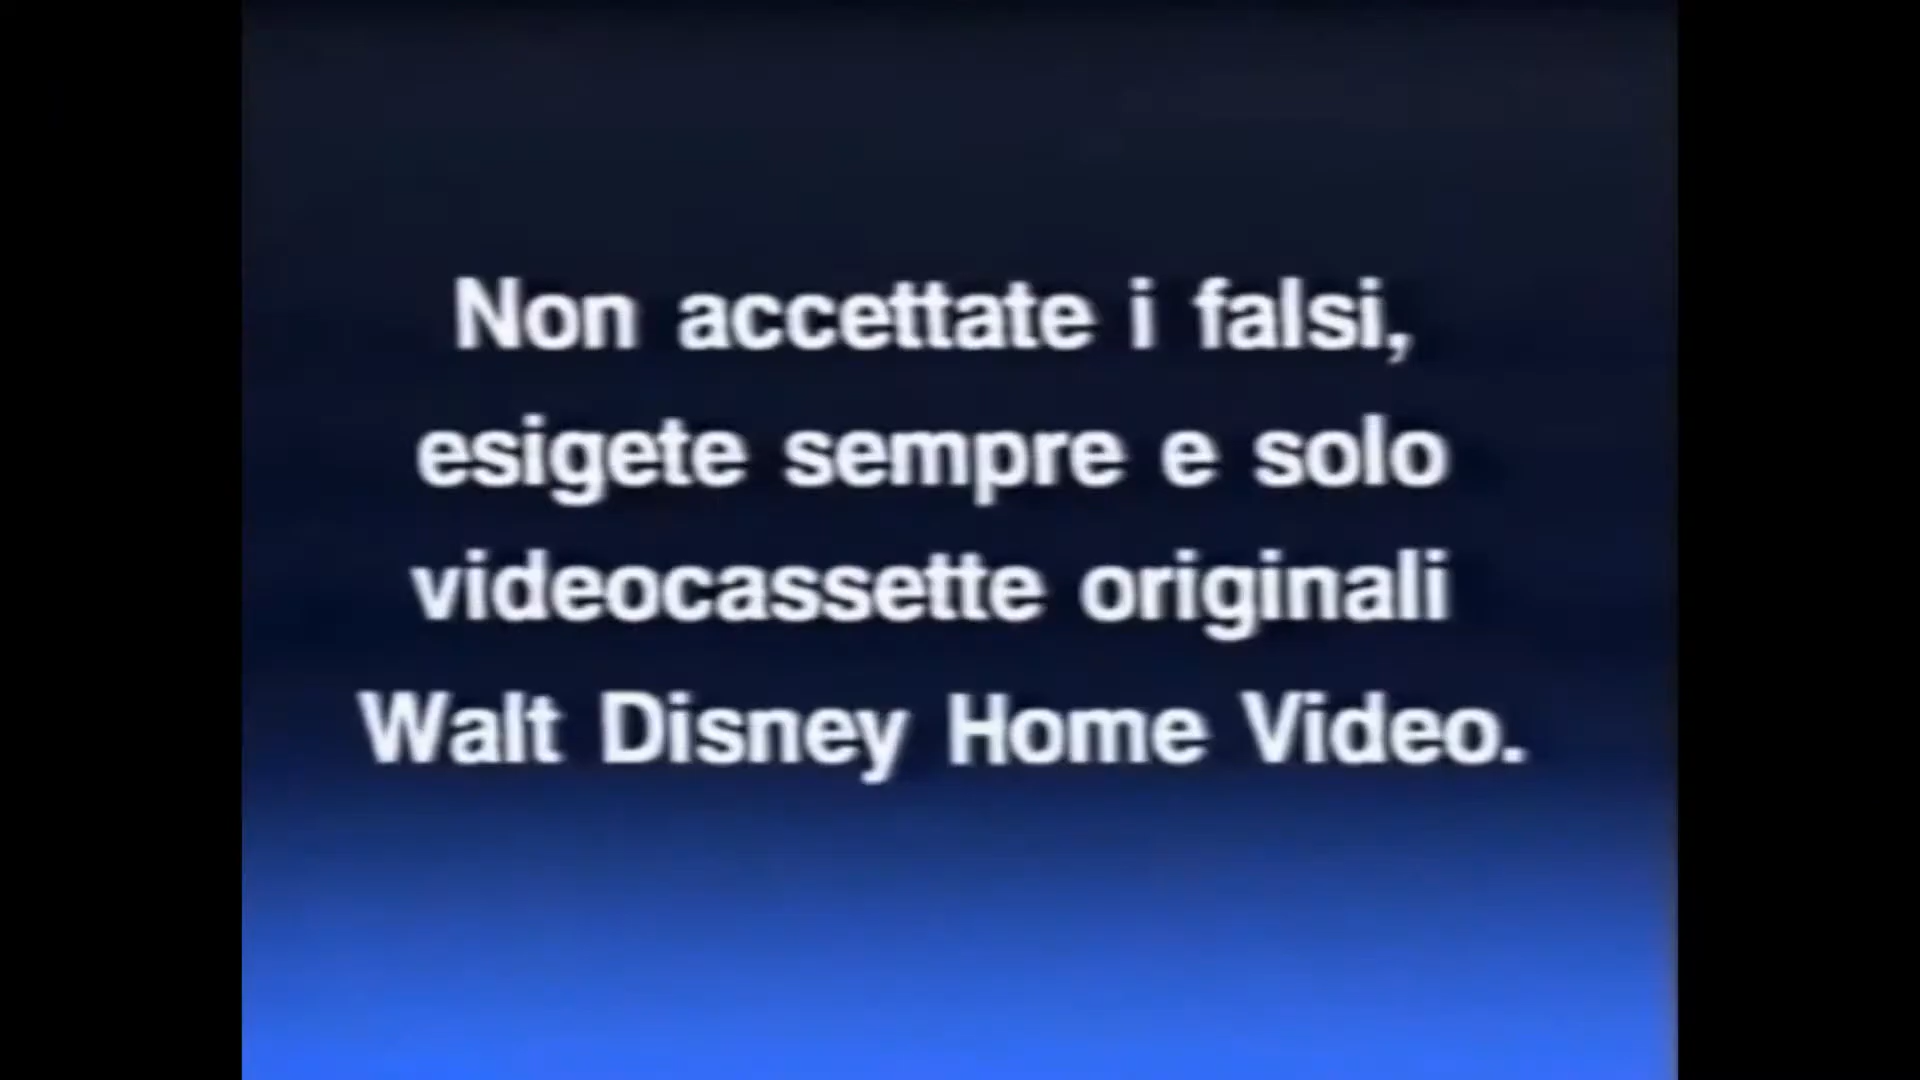 Non accettate i falsi,
esigete sempre e solo
videocassette originali
Walt Disney Home Video.